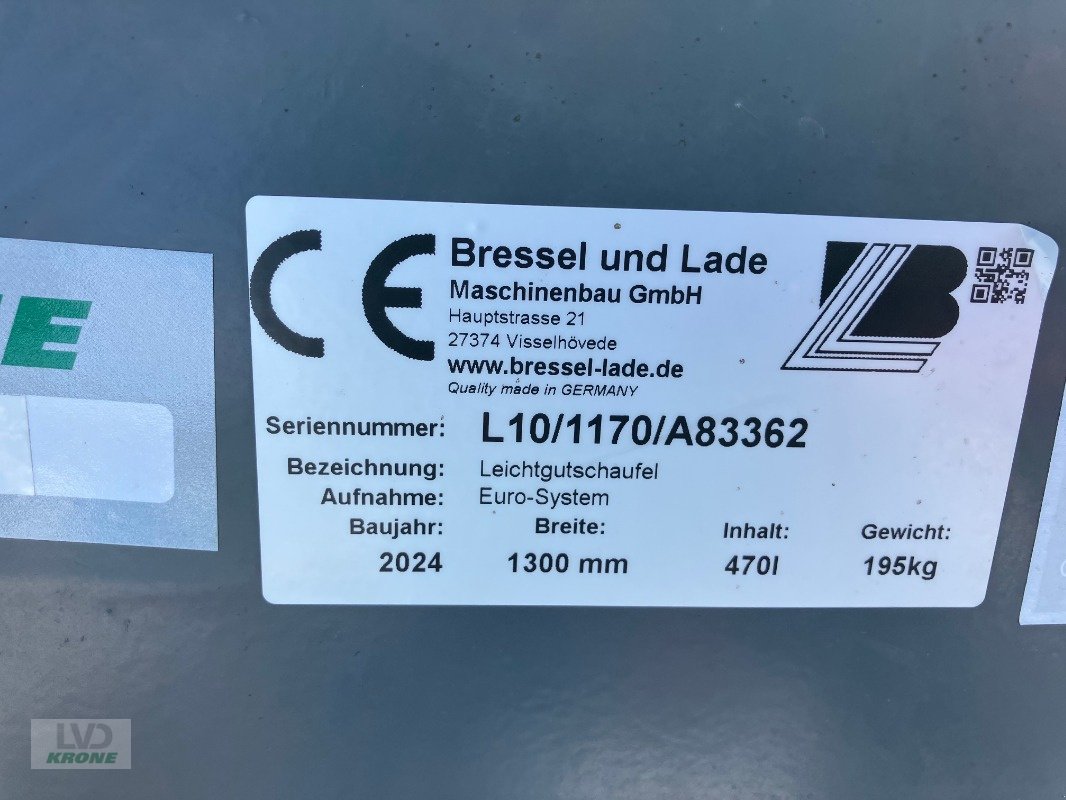 CE
Bressel und Lade
Maschinenbau GmbH
Hauptstrasse 21
27374 Visselhövede
www.bressel-lade.de
Quality made in GERMANY
LB
Seriennummer: L10/1170/A83362
Bezeichnung: Leichtgutschaufel
Aufnahme: Euro-System
Baujahr: Breite: Inhalt: Gewicht:
2024 1300 mm 470l 195kg
LVD
KRONE